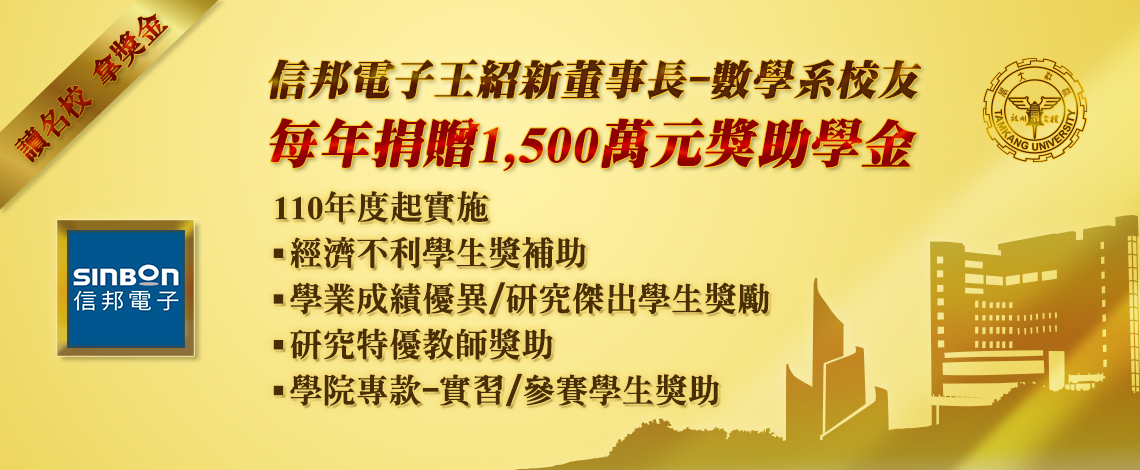 讀名校 拿獎金
信邦電子王紹新董事長-數學系校友
每年捐贈1,500萬元獎助學金
110年度起實施
▪經濟不利學生獎補助
▪學業成績優異/研究傑出學生獎勵
▪研究特優教師獎助
▪學院專款-實習/參賽學生獎助
SINBON
信邦電子
TAMKANG UNIVERSITY